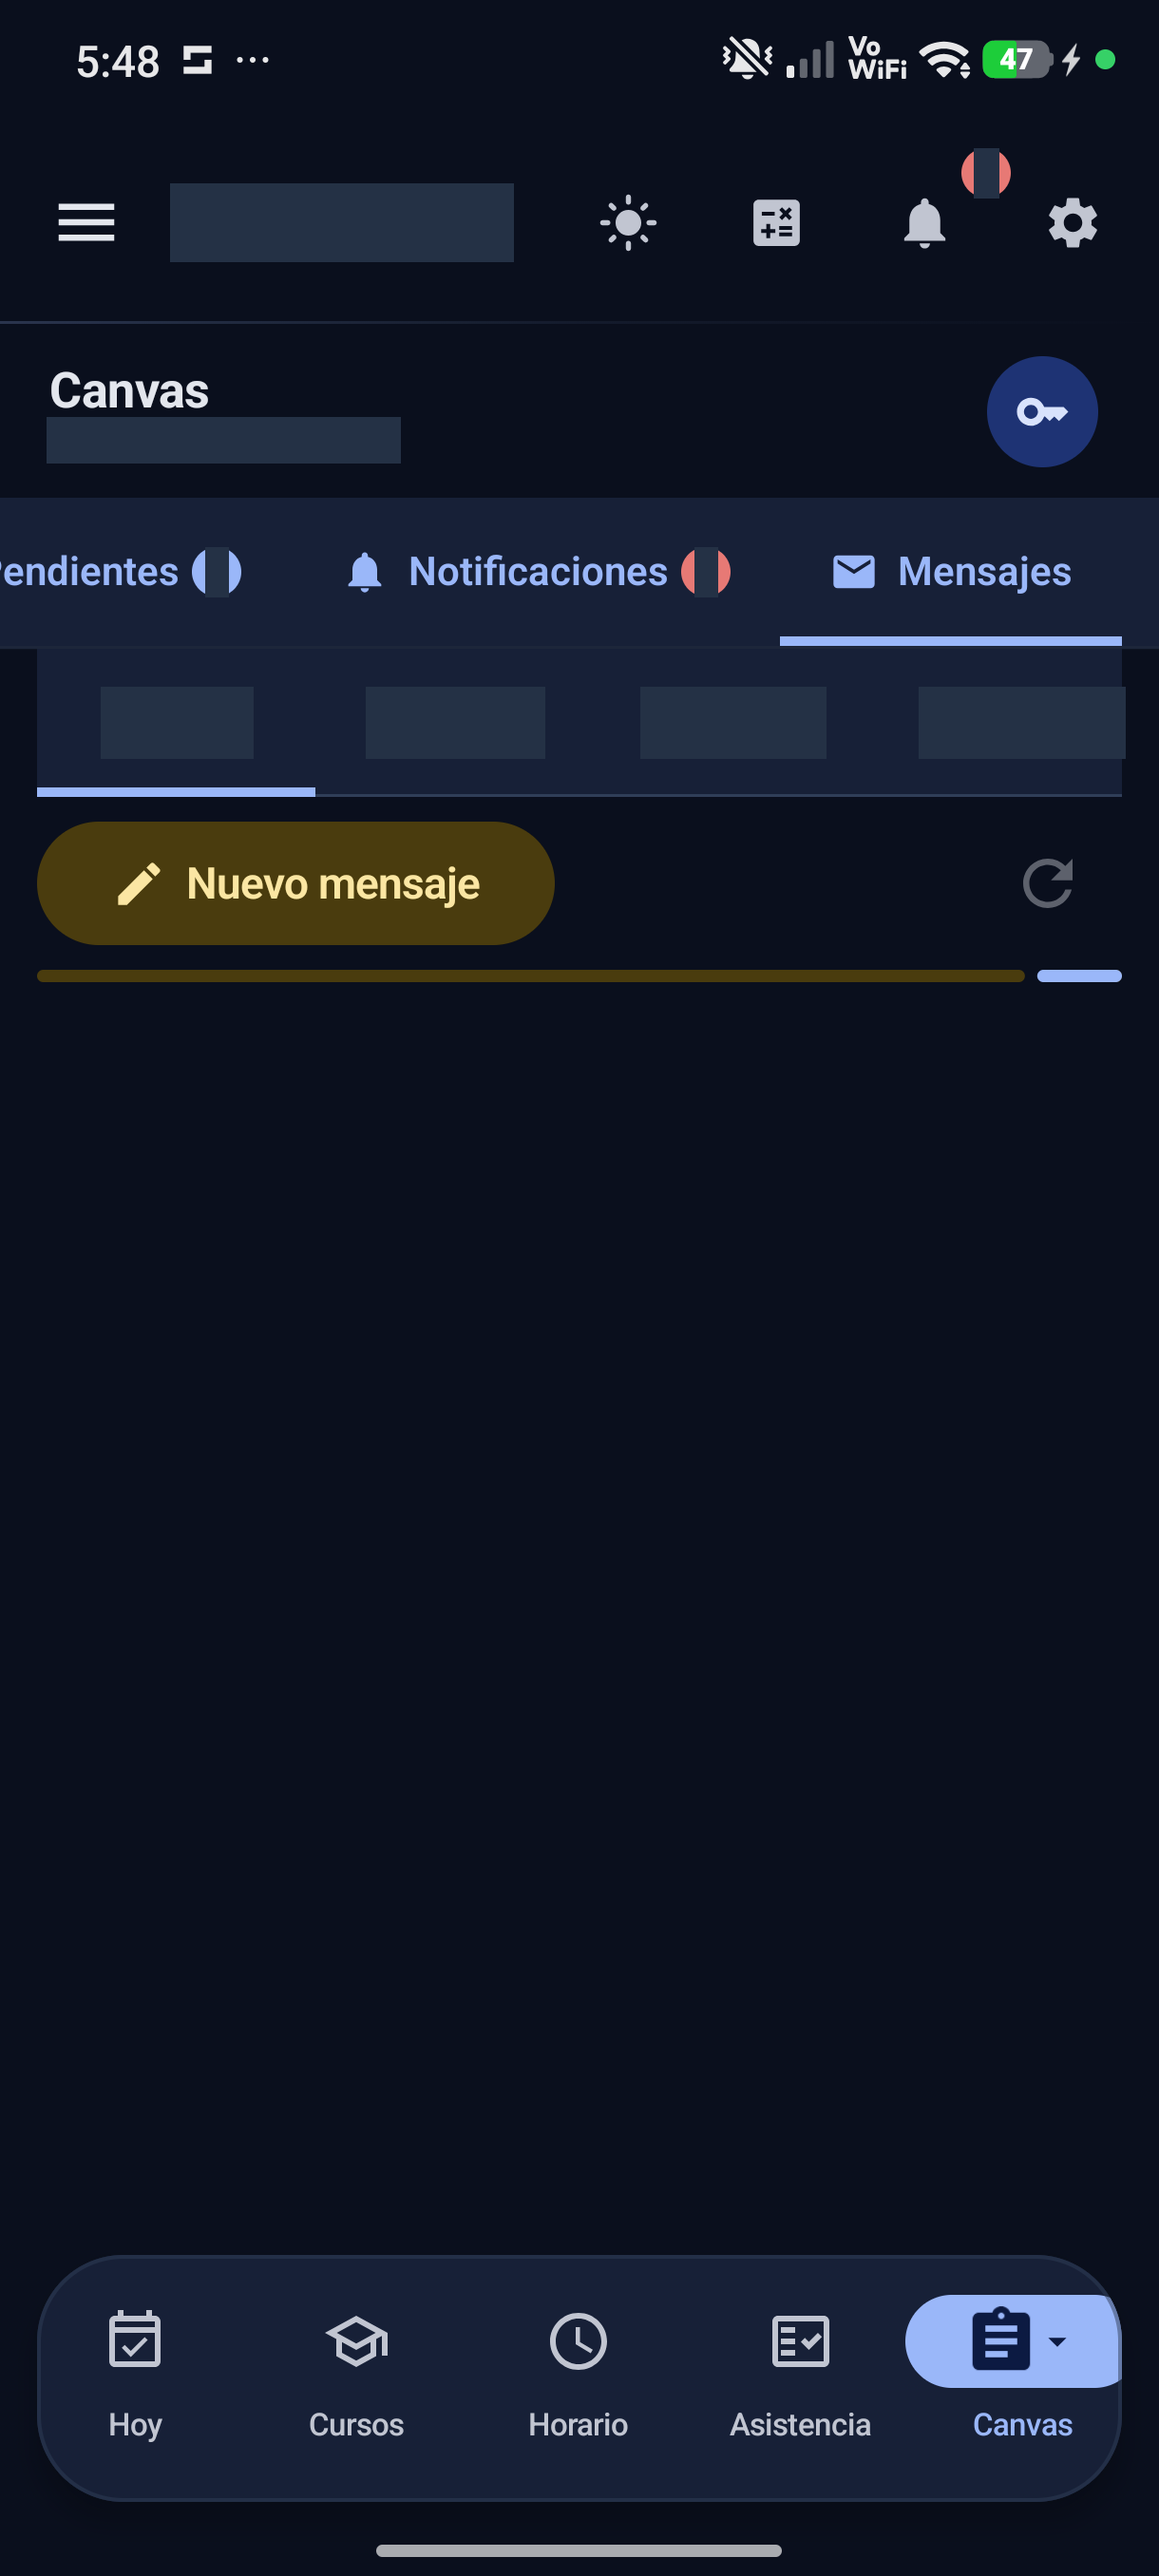 5:48 ...
Vo
WiFi
47
Canvas
endientes
Notificaciones
Mensajes
Nuevo mensaje
Hoy
Cursos
Horario
Asistencia
Canvas